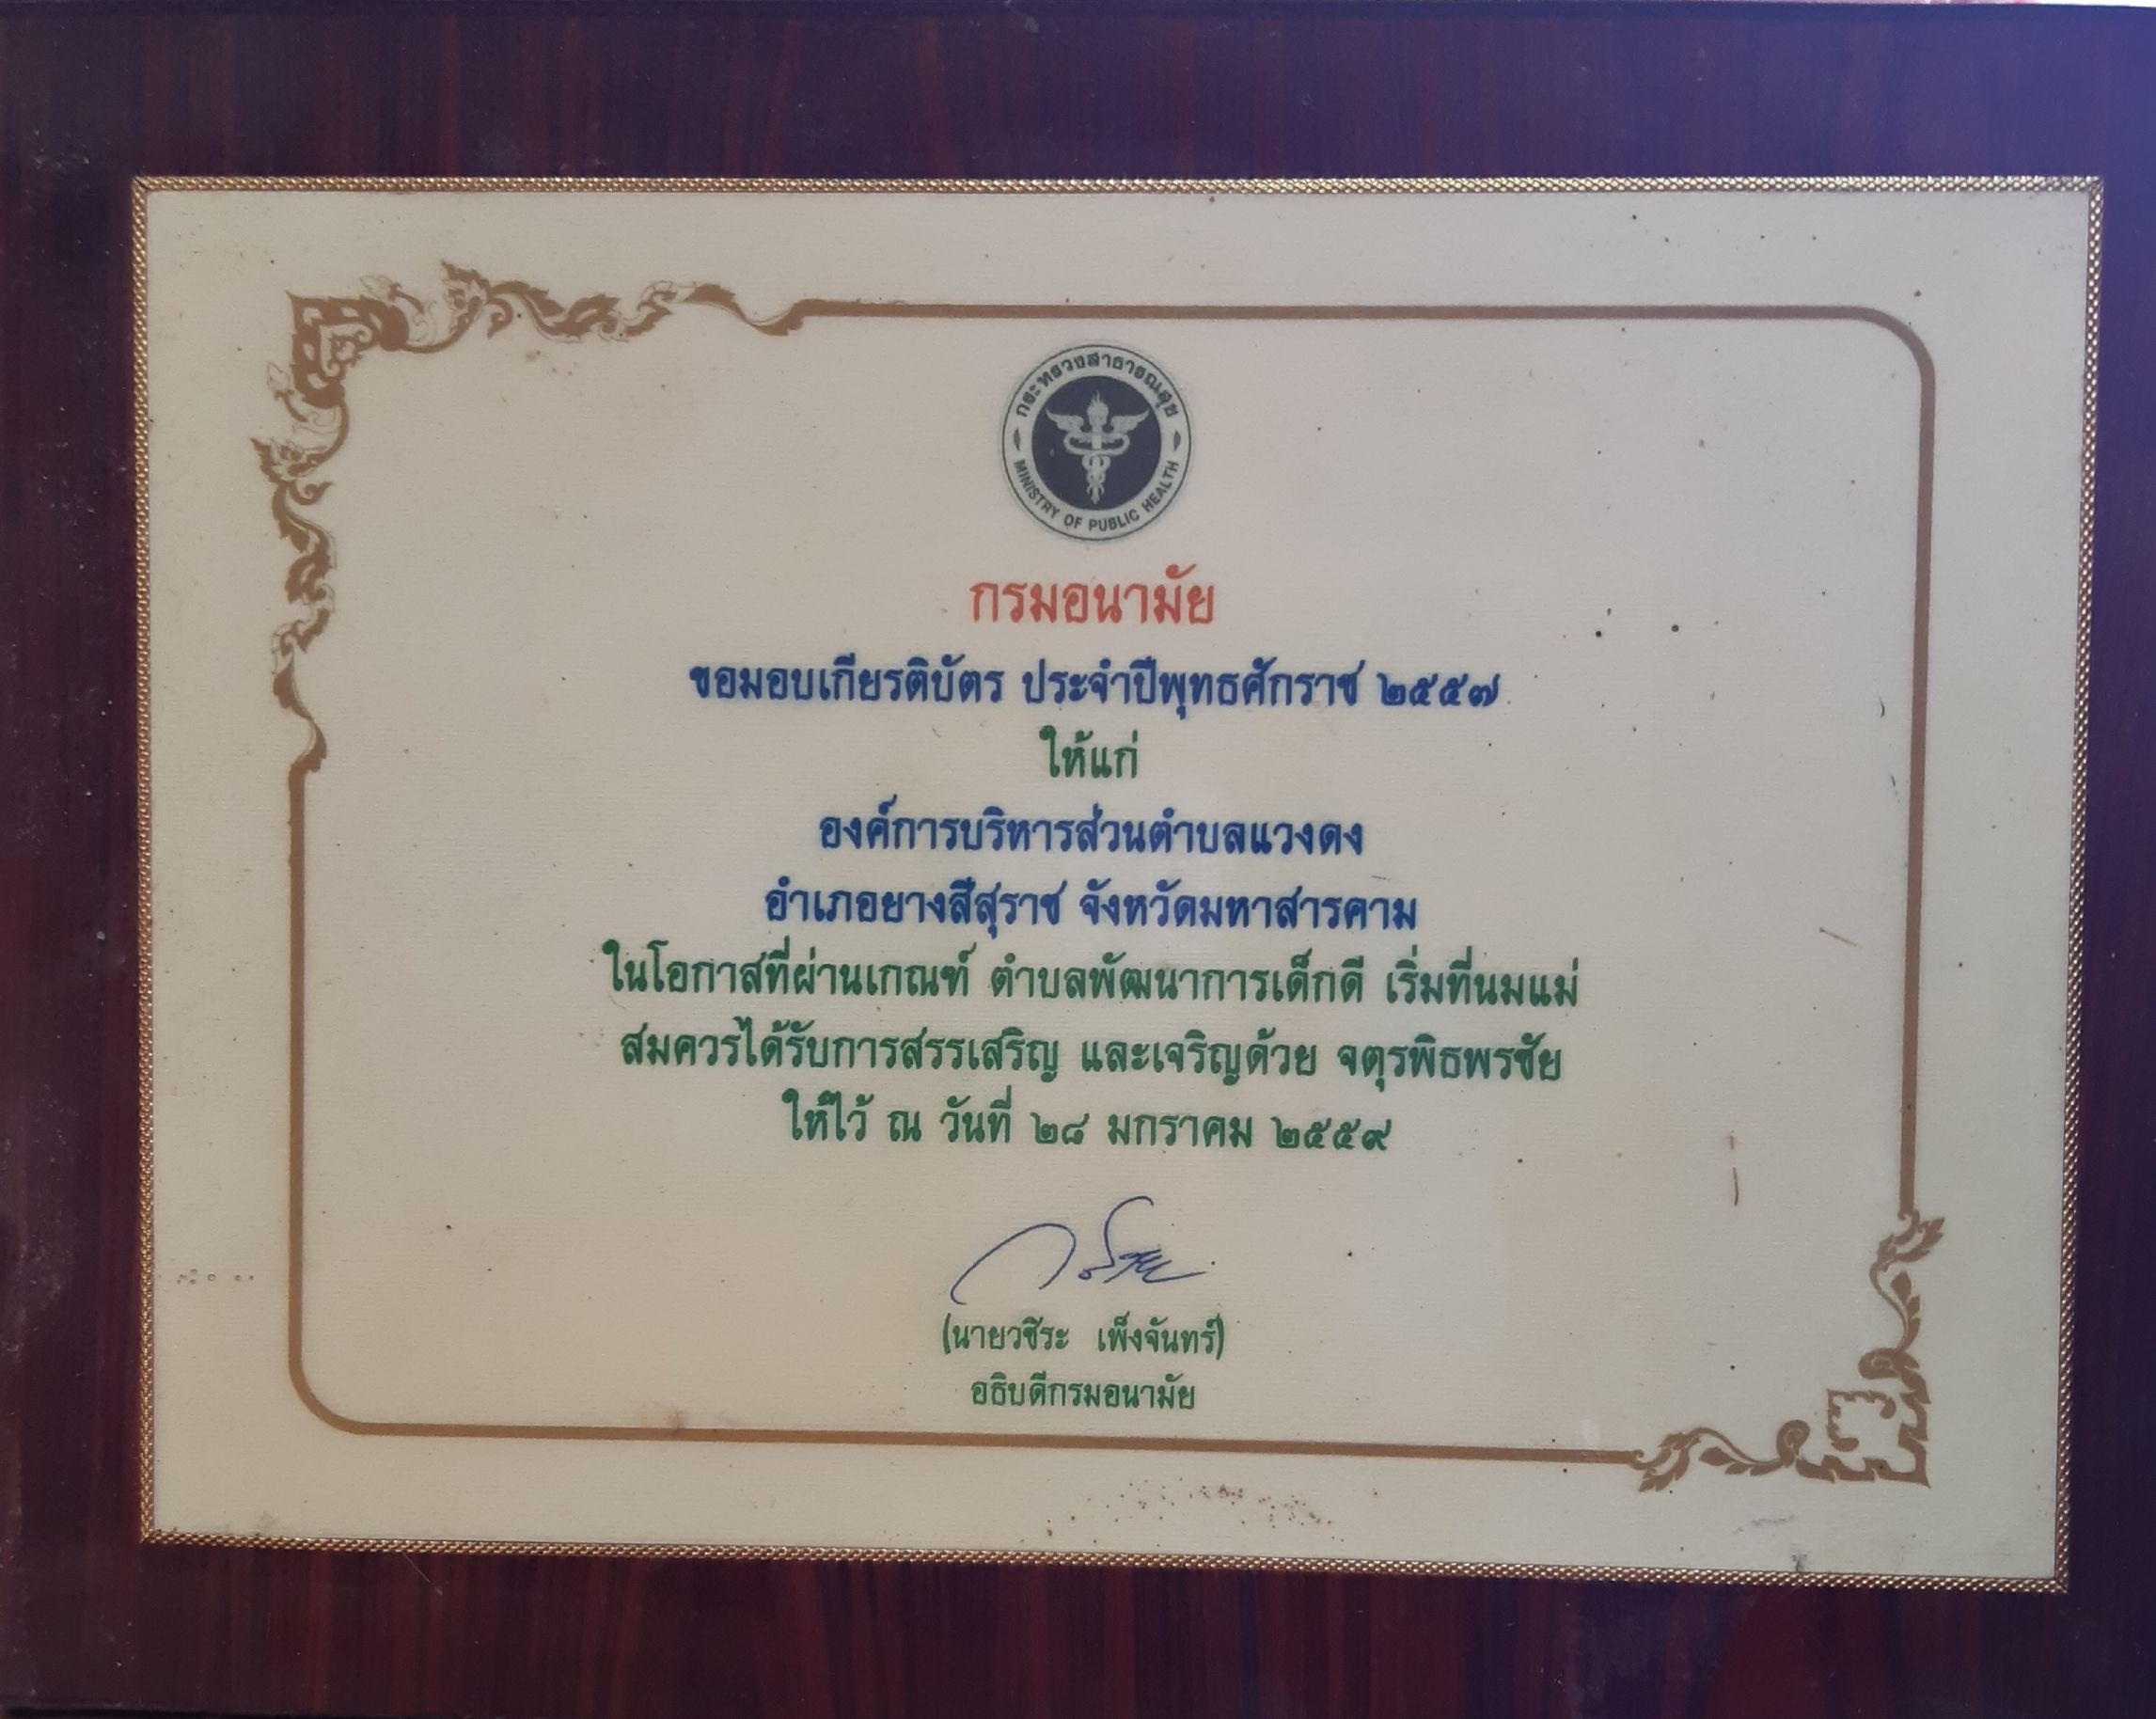 กระทรวงสาธารณสุข
MINISTRY OF PUBLIC HEALTH
กรมอนามัย
ขอมอบเกียรติบัตร ประจำปีพุทธศักราช ๒๕๕๗
ให้แก่
องค์การบริหารส่วนตำบลแวงดง
อำเภอยางสีสุราช จังหวัดมหาสารคาม
ในโอกาสที่ผ่านเกณฑ์ ตำบลพัฒนาการเด็กดี เริ่มที่นมแม่
สมควรได้รับการสรรเสริญ และเจริญด้วย จตุรพิธพรชัย
ให้ไว้ ณ วันที่ ๒๘ มกราคม ๒๕๕๙
(นายวชิระ เพ็งจันทร์)
อธิบดีกรมอนามัย